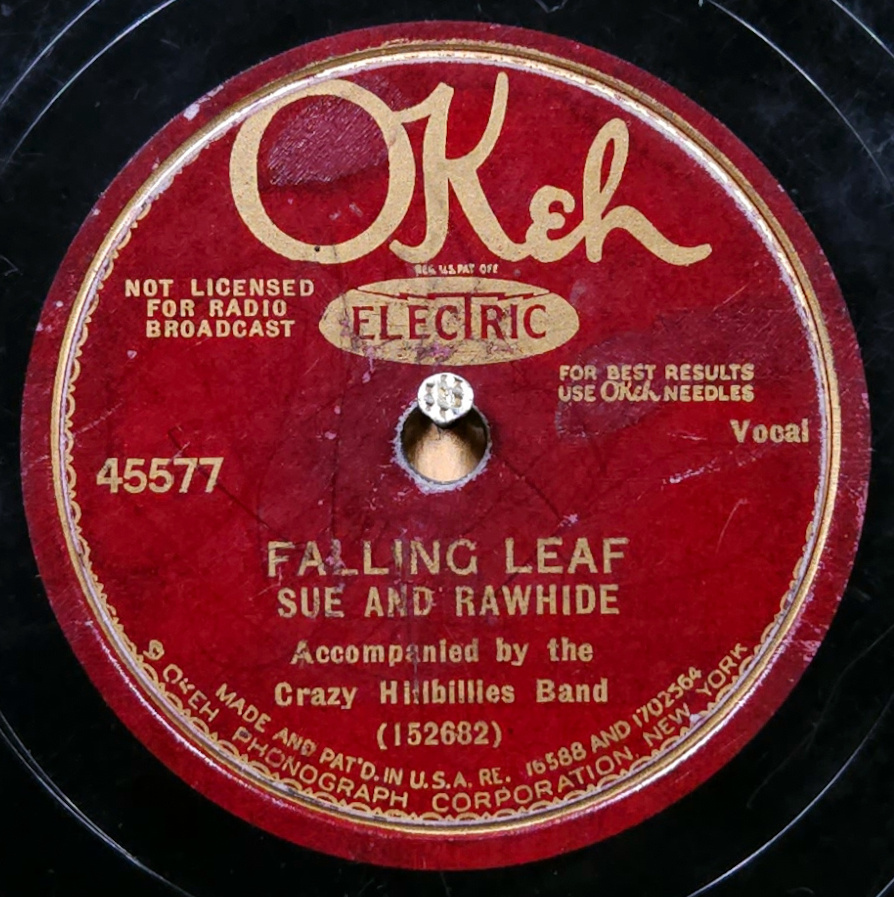 OKeh
REG. U.S. PAT. OFF.
ELECTRIC
NOT LICENSED
FOR RADIO
BROADCAST
FOR BEST RESULTS
USE OKeh NEEDLES
Vocal
45577
FALLING LEAF
SUE AND RAWHIDE
Accompanied by the
Crazy Hillbillies Band
(152682)
MADE AND PAT'D. IN U.S.A. RE. 16588 AND 1702564
OKEH PHONOGRAPH CORPORATION, NEW YORK